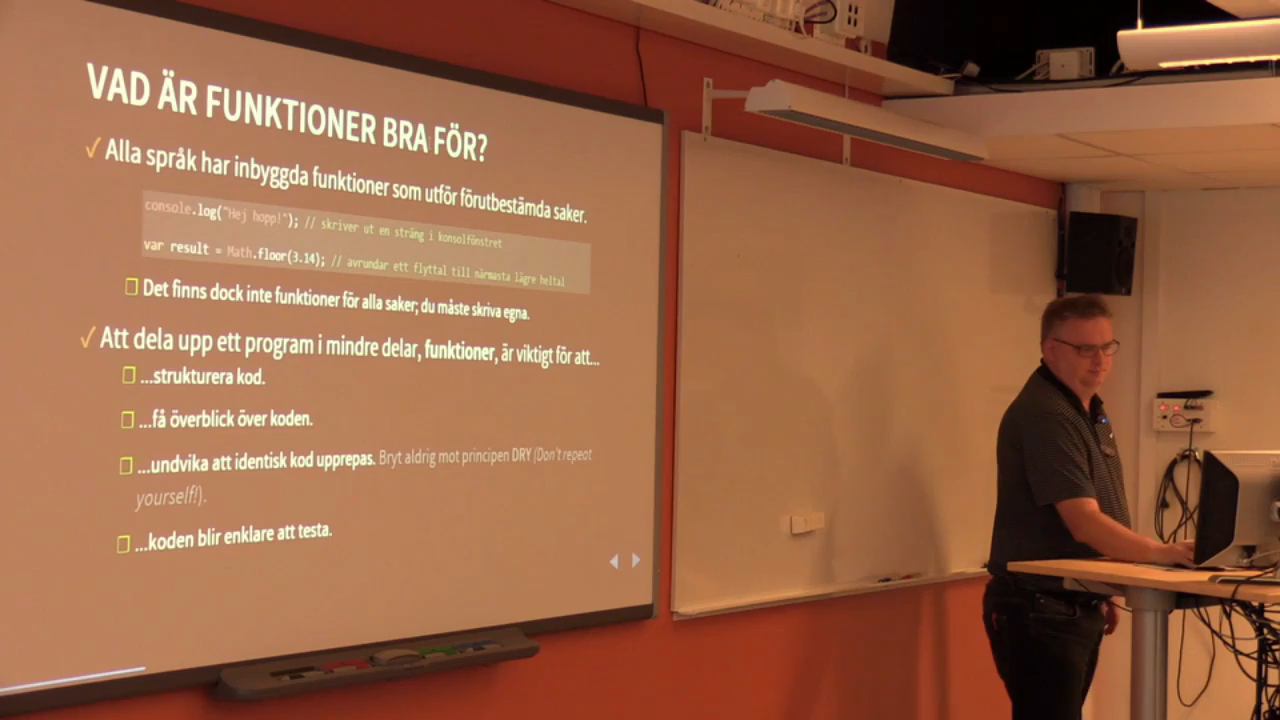 VAD ÄR FUNKTIONER BRA FÖR?
✓ Alla språk har inbyggda funktioner som utför förutbestämda saker.
console.log("Hej hopp!"); // skriver ut en sträng i konsolfönstret
var result = Math.floor(3.14); // avrundar ett flyttal till närmasta lägre heltal
Det finns dock inte funktioner för alla saker; du måste skriva egna.
✓ Att dela upp ett program i mindre delar, funktioner, är viktigt för att...
...strukturera kod.
...få överblick över koden.
...undvika att identisk kod upprepas. Bryt aldrig mot principen DRY (Don't repeat
yourself!).
...koden blir enklare att testa.